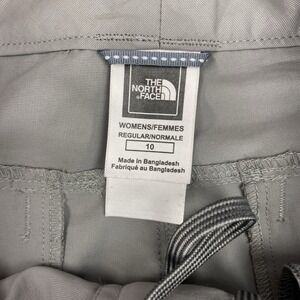 THE
NORTH
FACE
WOMENS/FEMMES
REGULAR/NORMALE
10
Made in Bangladesh
Fabriqué au Bangladesh